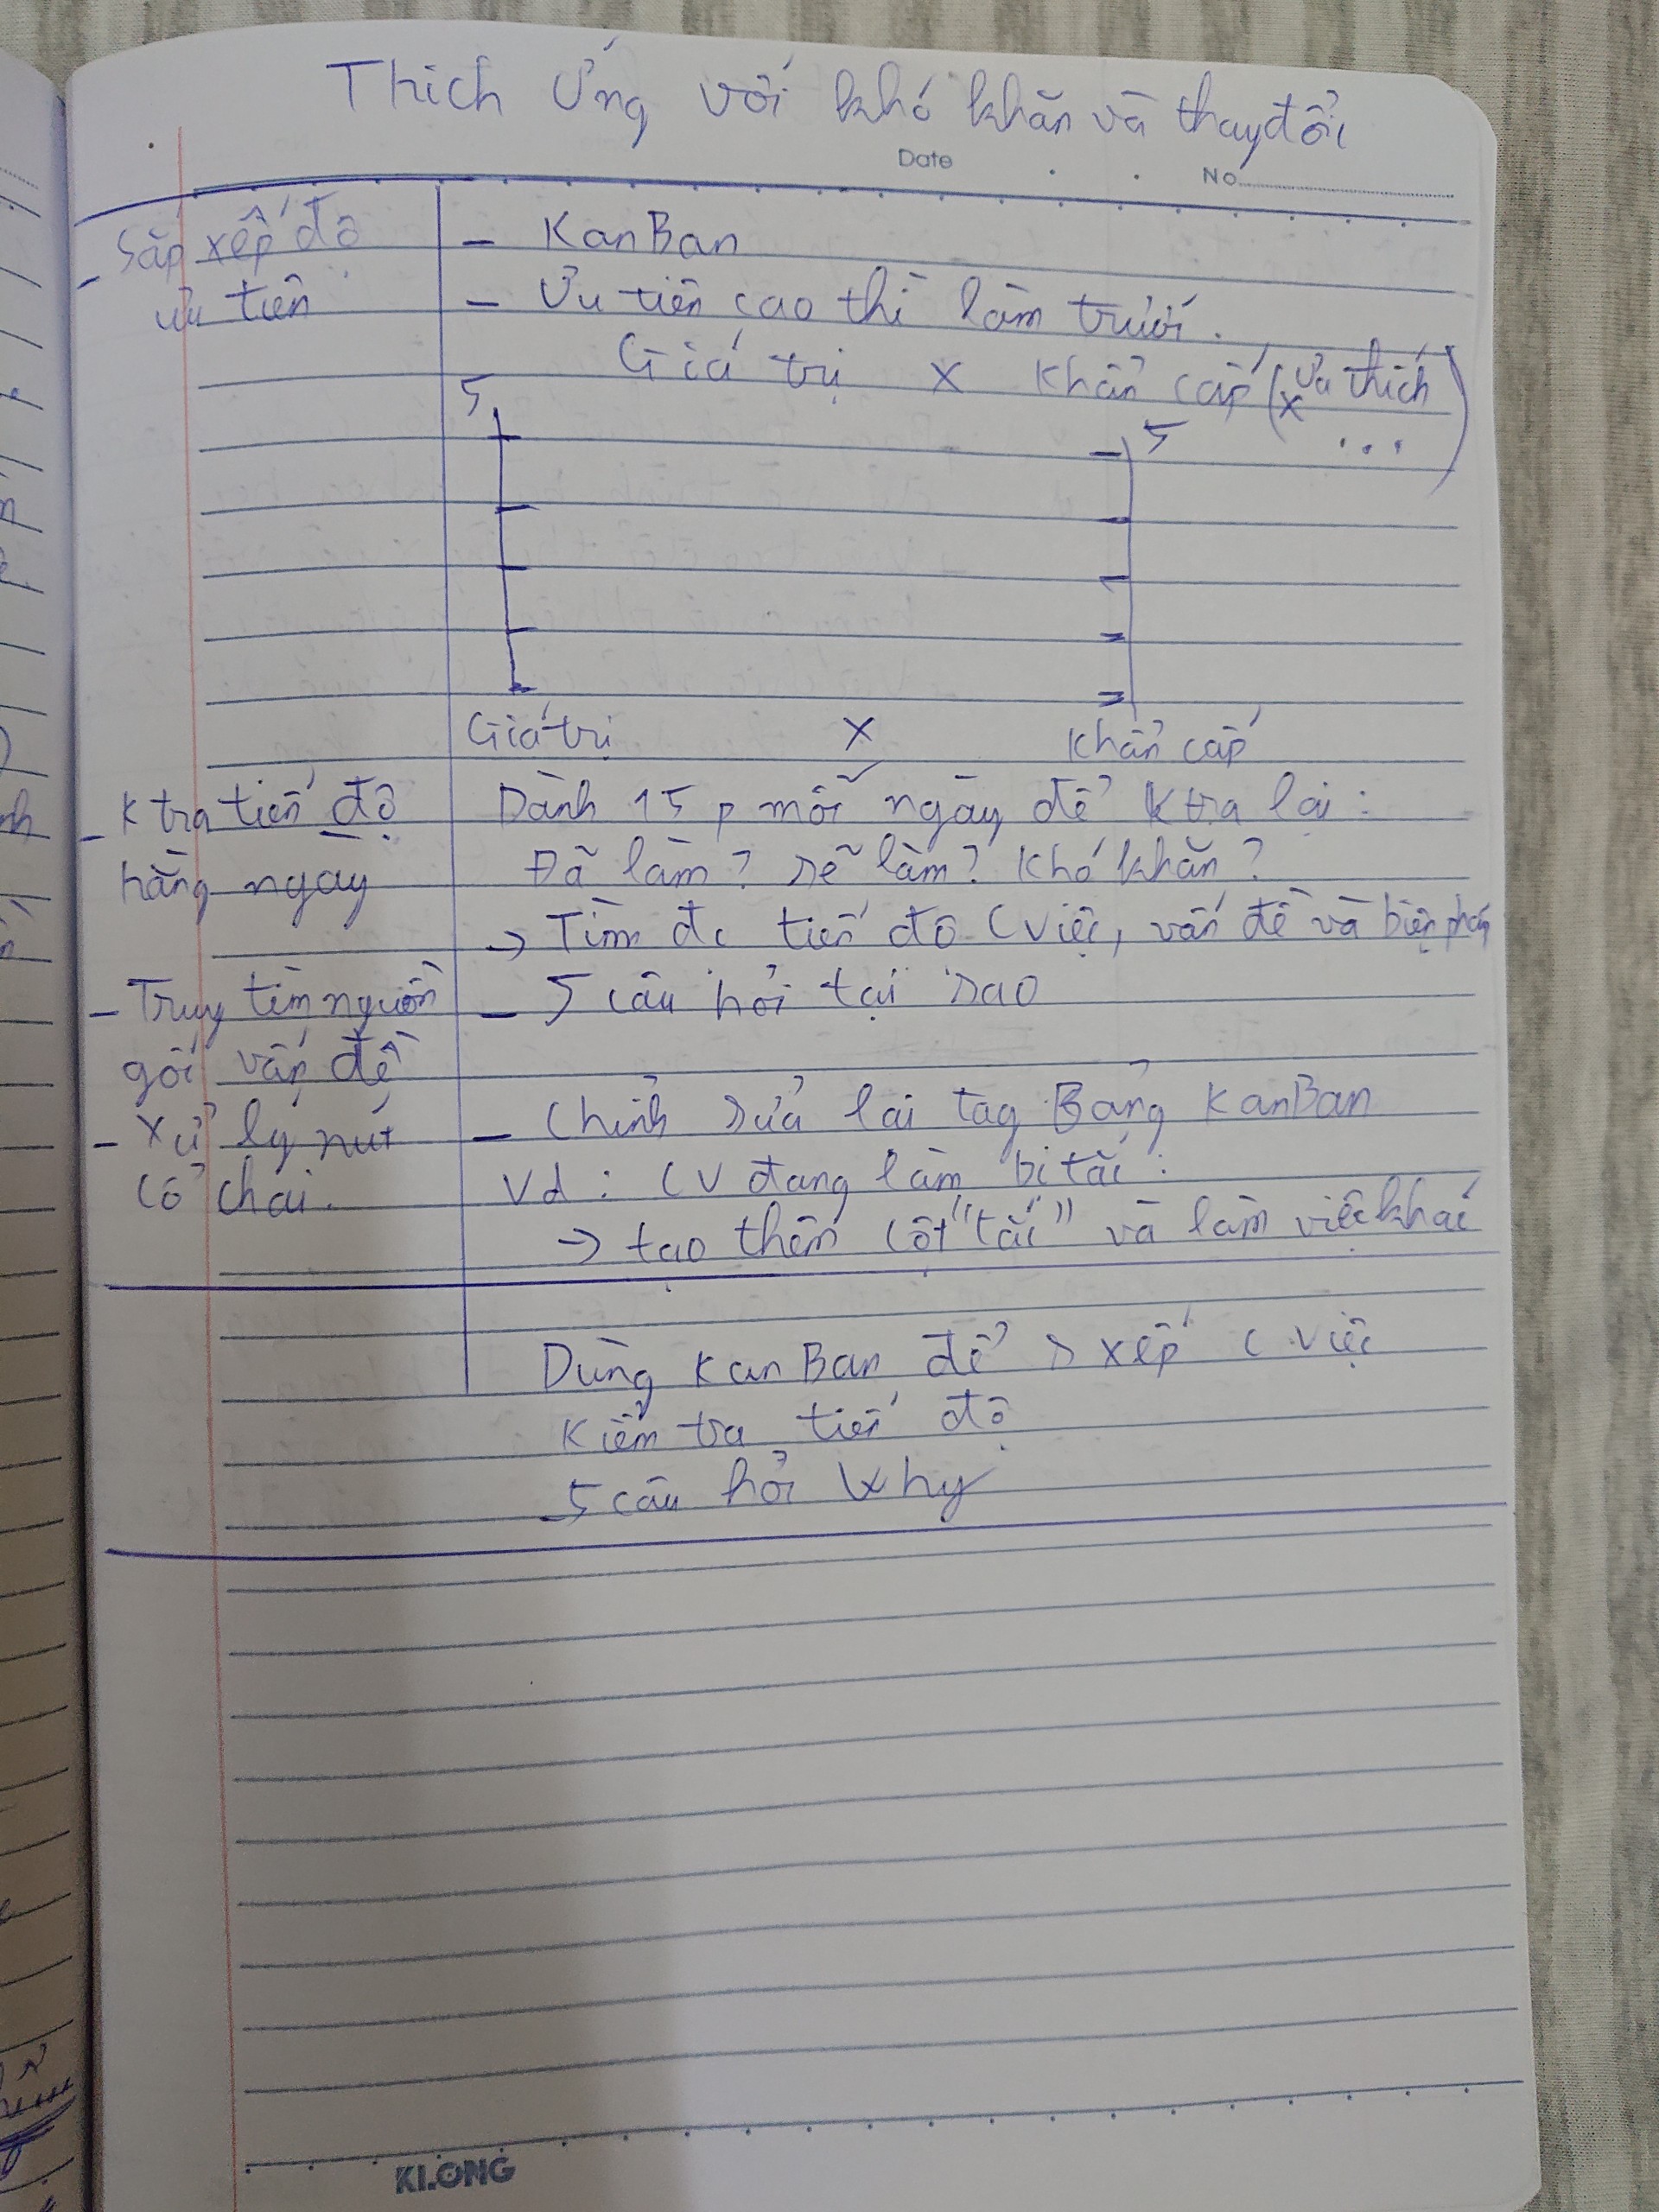 Thích Ứng với khó khăn và thay đổi
Date
No
- Sắp xếp độ
ưu tiên
- KanBan
- Ưu tiên cao thì làm trước.
Giá trị x Khẩn cấp (x Ưa thích
...)
5
5
Giá trị x Khẩn cấp
- K tra tiến độ
hằng ngày
Dành 15 p mỗi ngày để K tra lại :
Đã làm? sẽ làm? Khó khăn?
→ Tìm đc tiến độ c việc, vấn đề và biện pháp
- Truy tìm nguồn
gốc vấn đề
- 5 câu hỏi tại sao
- Xử lý nút
cổ chai.
- Chỉnh sửa lại tag Bảng KanBan
Vd : CV đang làm bị tắc :
→ tạo thêm cột "tắc" và làm việc khác
Dùng KanBan để s xếp c việc
Kiểm tra tiến độ
5 câu hỏi Why
KLONG